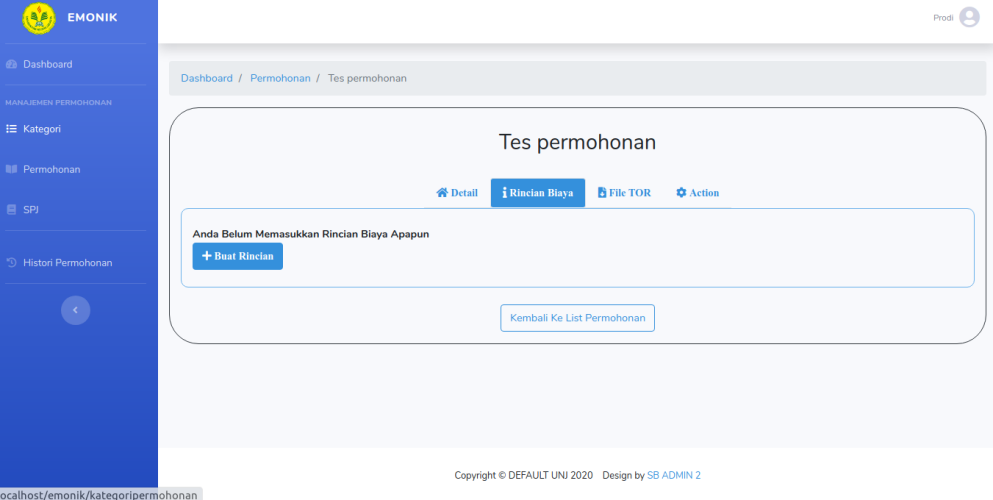 EMONIK
Prodi
Dashboard
Dashboard / Permohonan / Tes permohonan
MANAJEMEN PERMOHONAN
Kategori
Permohonan
SPJ
Histori Permohonan
Tes permohonan
Detail Rincian Biaya File TOR Action
Anda Belum Memasukkan Rincian Biaya Apapun
+ Buat Rincian
Kembali Ke List Permohonan
Copyright © DEFAULT UNJ 2020 Design by SB ADMIN 2
ocalhost/emonik/kategoripermohonan